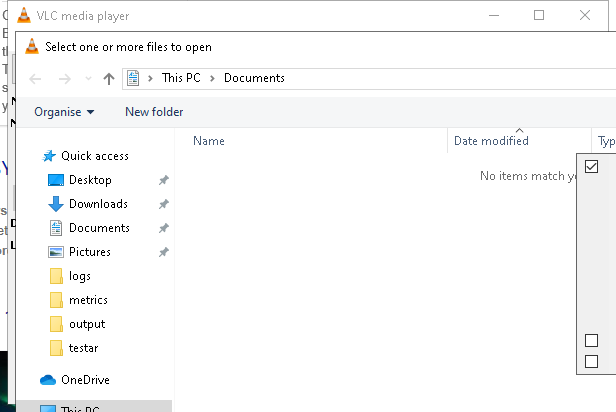 VLC media player
Select one or more files to open
This PC > Documents
Organise
New folder
Name
Date modified
Typ
No items match y
Quick access
Desktop
Downloads
Documents
Pictures
logs
metrics
output
testar
OneDrive
This PC